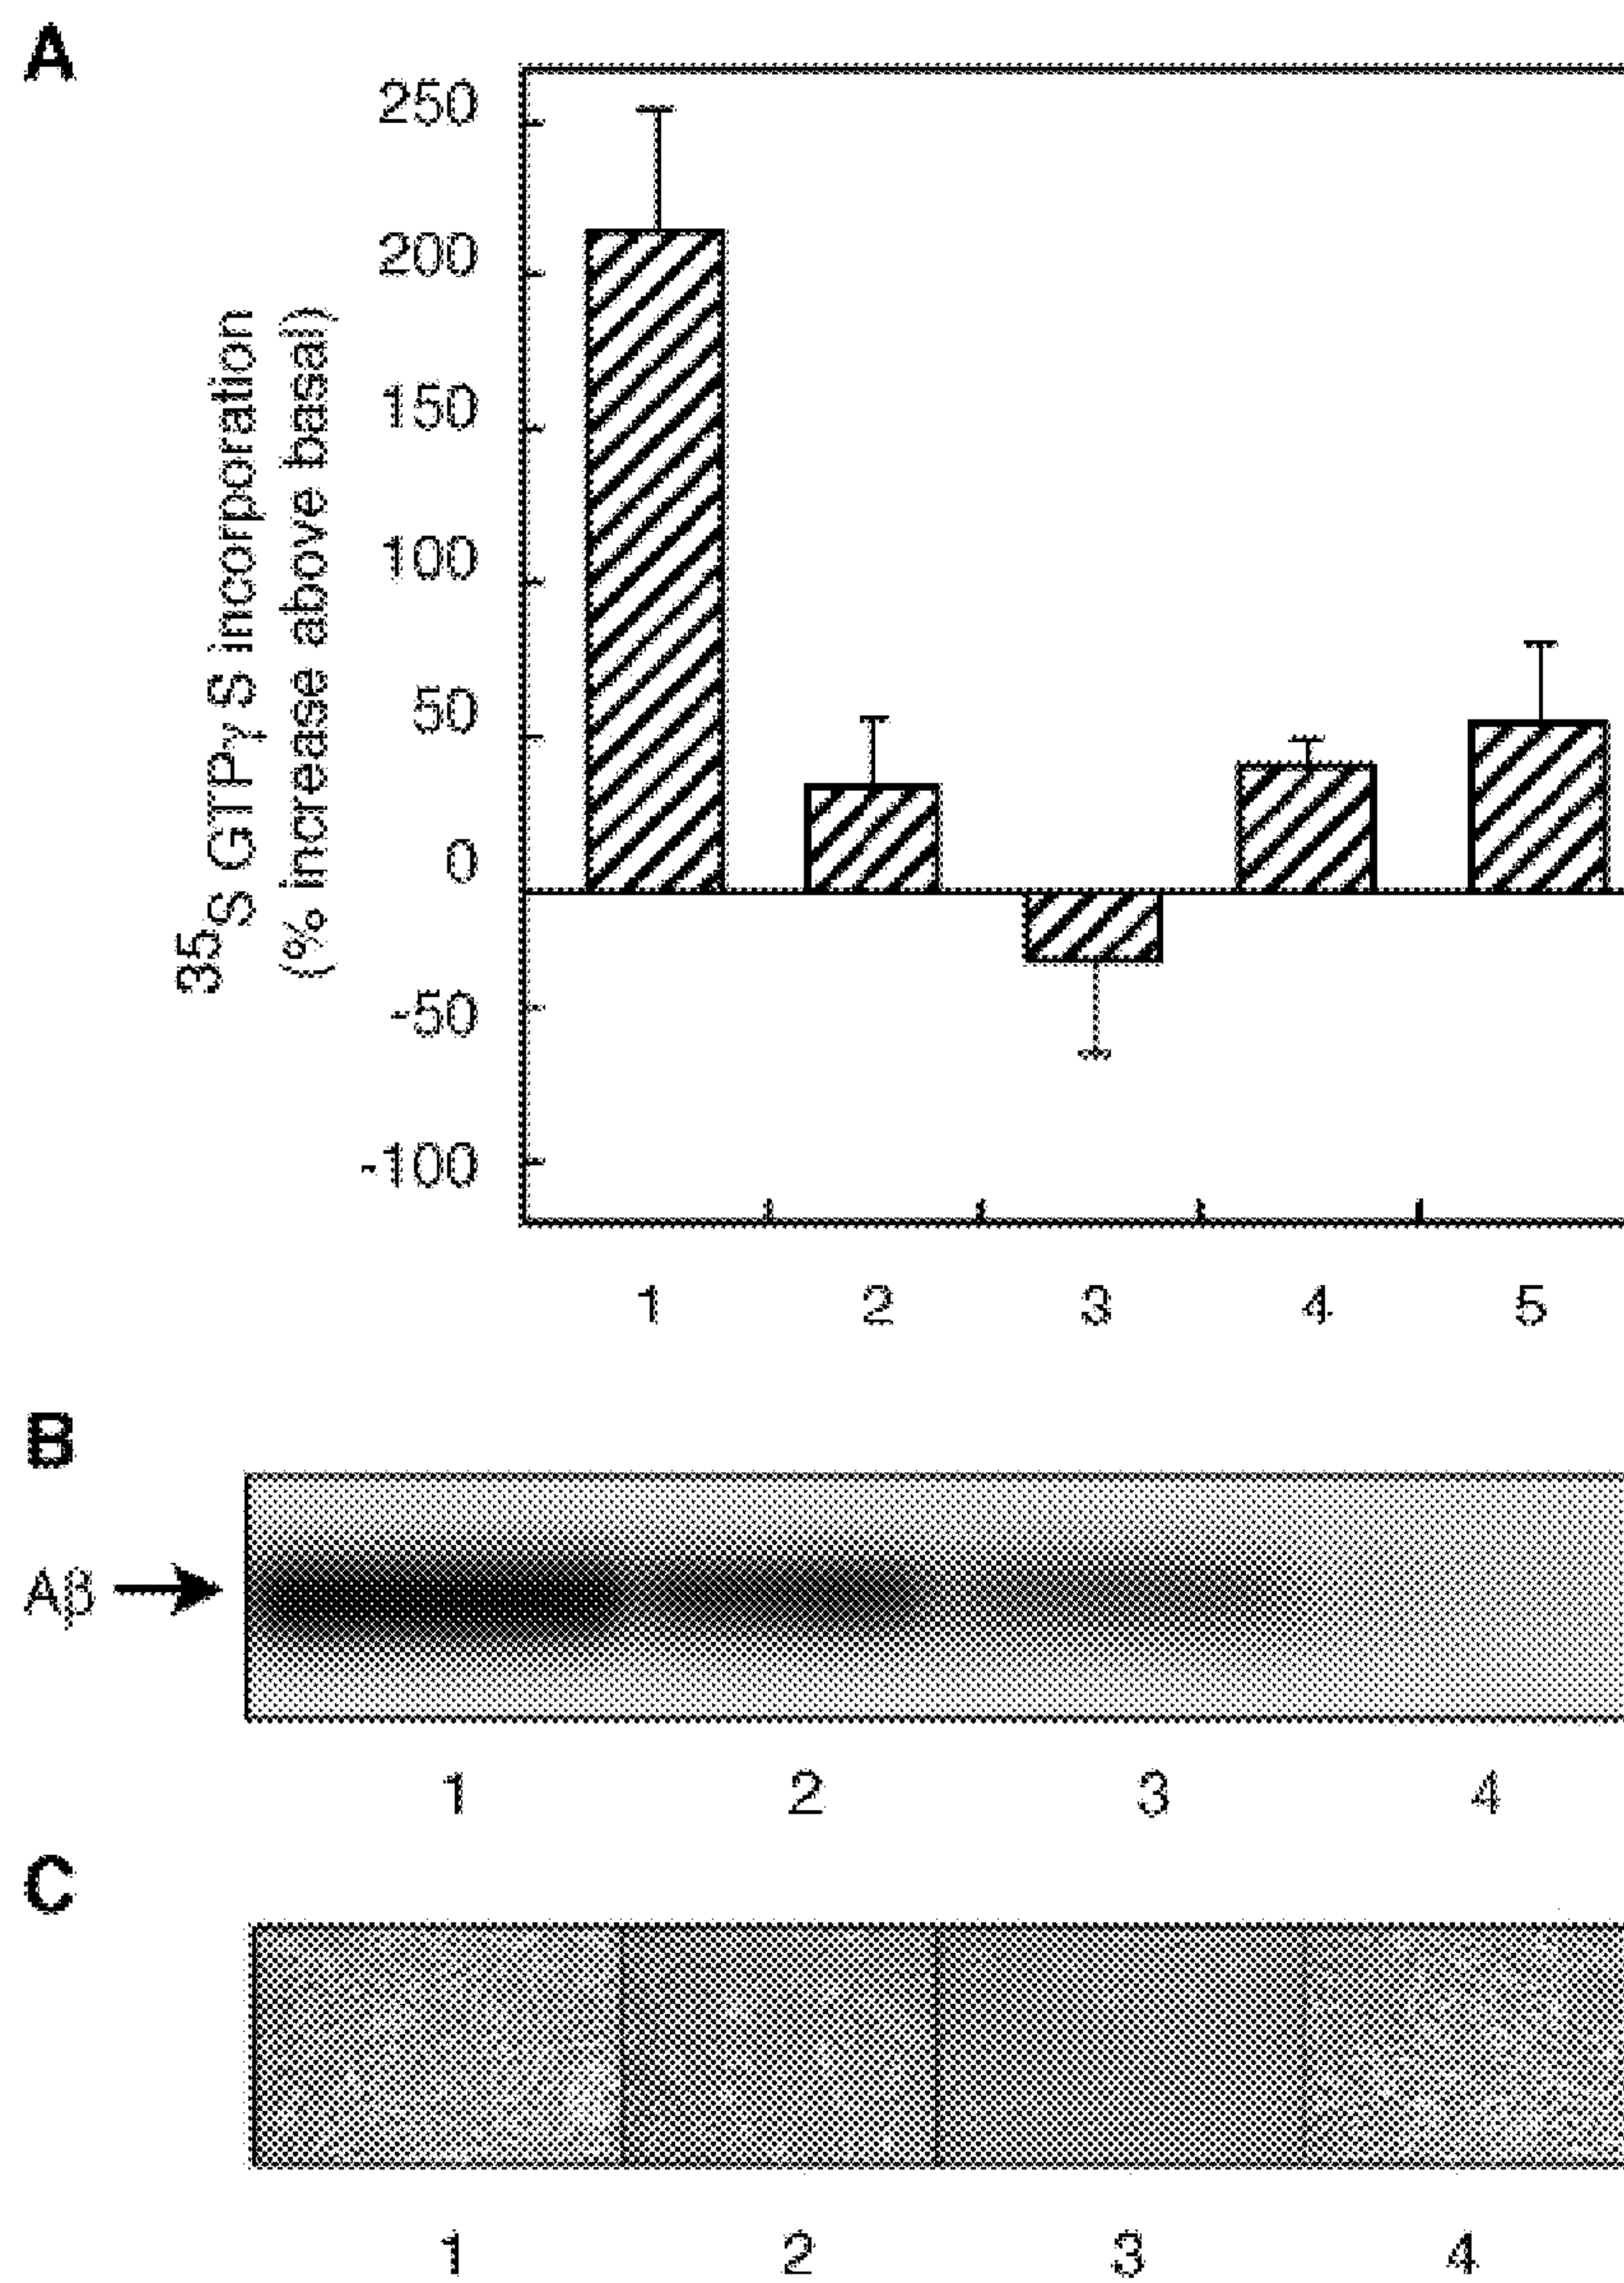 A
250
200
150
100
50
0
-50
-100
35S GTPγ S incorporation
(% increase above basal)
1 2 3 4 5
B
Aβ
1 2 3 4
C
1 2 3 4